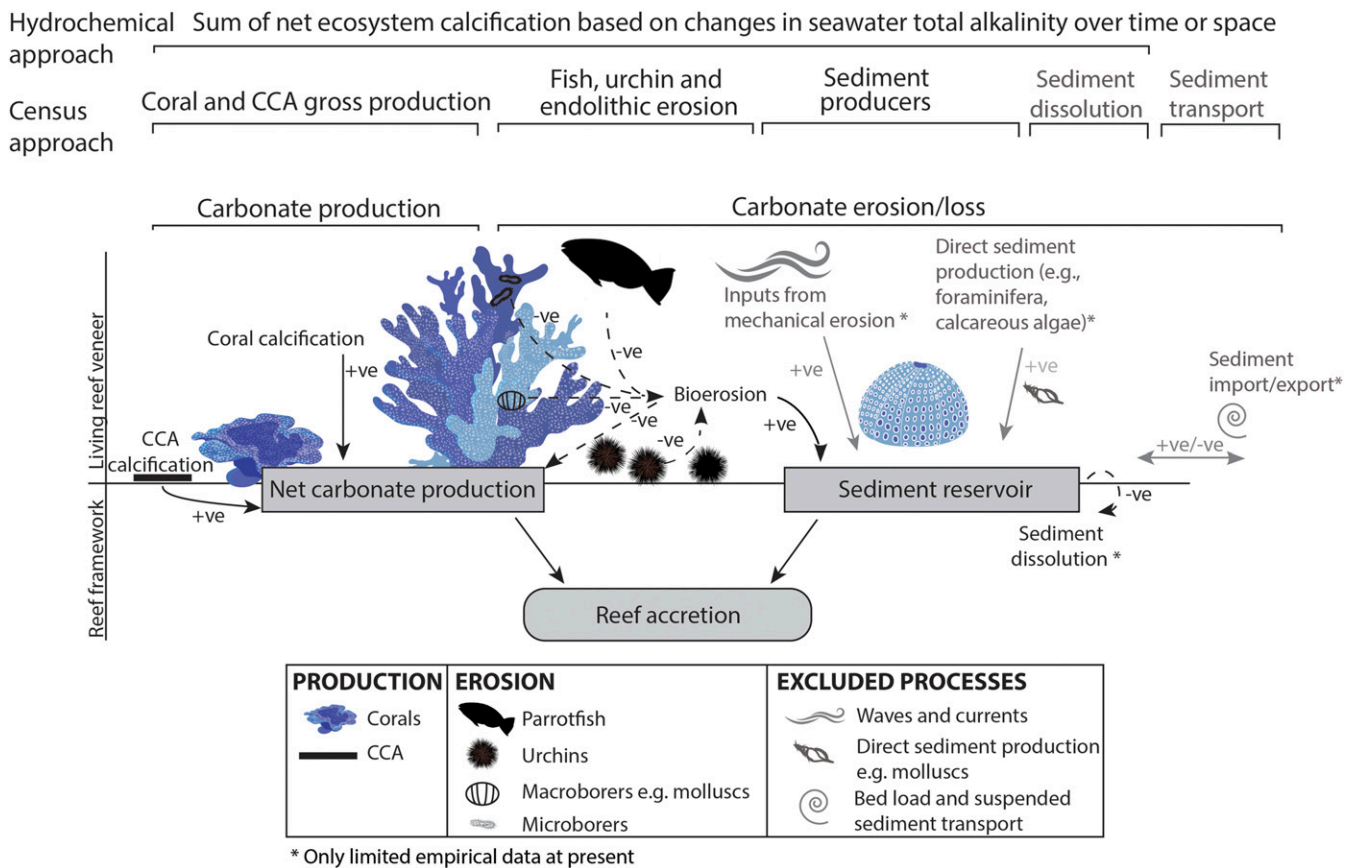 Hydrochemical approach
Sum of net ecosystem calcification based on changes in seawater total alkalinity over time or space
Census approach
Coral and CCA gross production
Fish, urchin and
endolithic erosion
Sediment
producers
Sediment
dissolution
Sediment
transport
Carbonate production
Carbonate erosion/loss
Living reef veneer
Reef framework
Coral calcification
+ve
CCA
calcification
+ve
Net carbonate production
-ve
-ve
-ve
-ve
-ve
-ve
Bioerosion
+ve
Inputs from
mechanical erosion *
+ve
Direct sediment
production (e.g.,
foraminifera,
calcareous algae)*
+ve
Sediment
import/export*
+ve/-ve
Sediment reservoir
-ve
Sediment
dissolution *
Reef accretion
PRODUCTION
Corals
CCA
EROSION
Parrotfish
Urchins
Macroborers e.g. molluscs
Microborers
EXCLUDED PROCESSES
Waves and currents
Direct sediment production
e.g. molluscs
Bed load and suspended
sediment transport
* Only limited empirical data at present